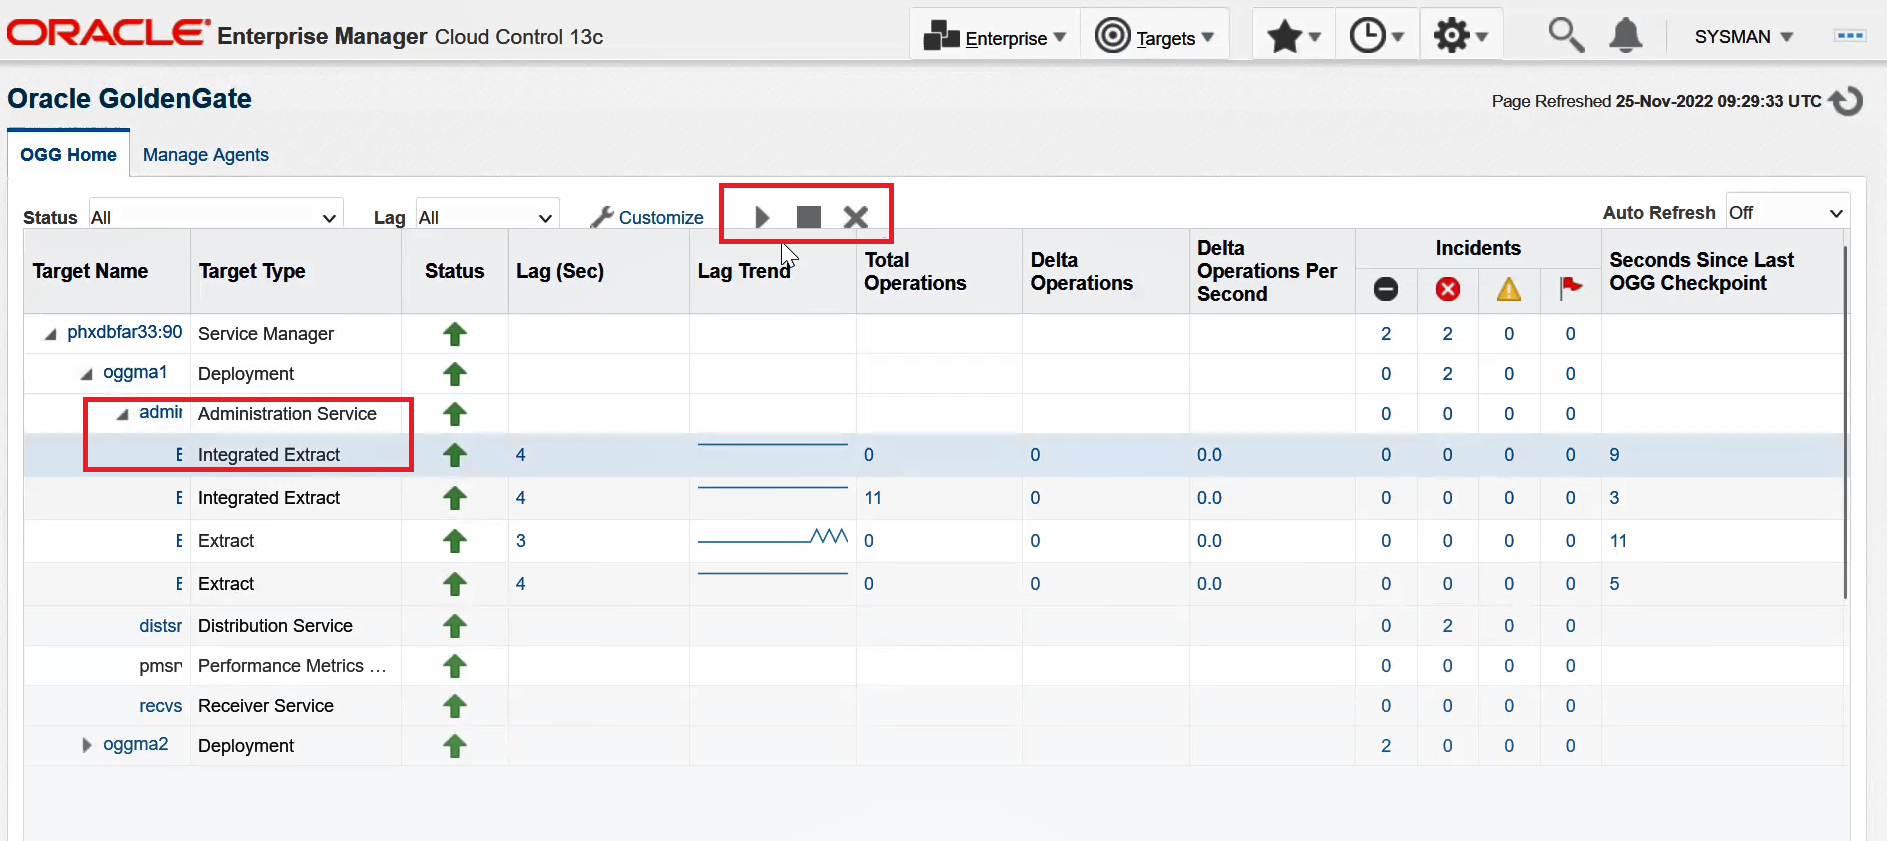 ORACLE Enterprise Manager Cloud Control 13c Enterprise Targets SYSMAN
Oracle GoldenGate Page Refreshed 25-Nov-2022 09:29:33 UTC
OGG Home Manage Agents
Status All Lag All Customize Auto Refresh Off
Target Name Target Type Status Lag (Sec) Lag Trend Total Operations Delta Operations Delta Operations Per Second Incidents Seconds Since Last OGG Checkpoint
phxdbfar33:90 Service Manager 2 2 0 0
oggma1 Deployment 0 2 0 0
admin Administration Service 0 0 0 0
E Integrated Extract 4 0 0 0.0 0 0 0 0 9
E Integrated Extract 4 11 0 0.0 0 0 0 0 3
E Extract 3 0 0 0.0 0 0 0 0 11
E Extract 4 0 0 0.0 0 0 0 0 5
distsr Distribution Service 0 2 0 0
pmsr Performance Metrics ... 0 0 0 0
recvs Receiver Service 0 0 0 0
oggma2 Deployment 2 0 0 0